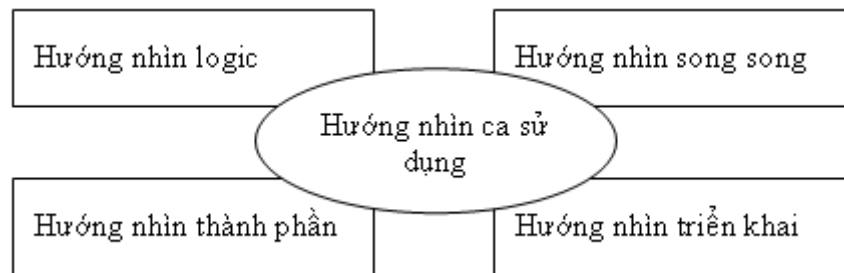 Hướng nhìn logic
Hướng nhìn song song
Hướng nhìn ca sử
dụng
Hướng nhìn thành phần
Hướng nhìn triển khai